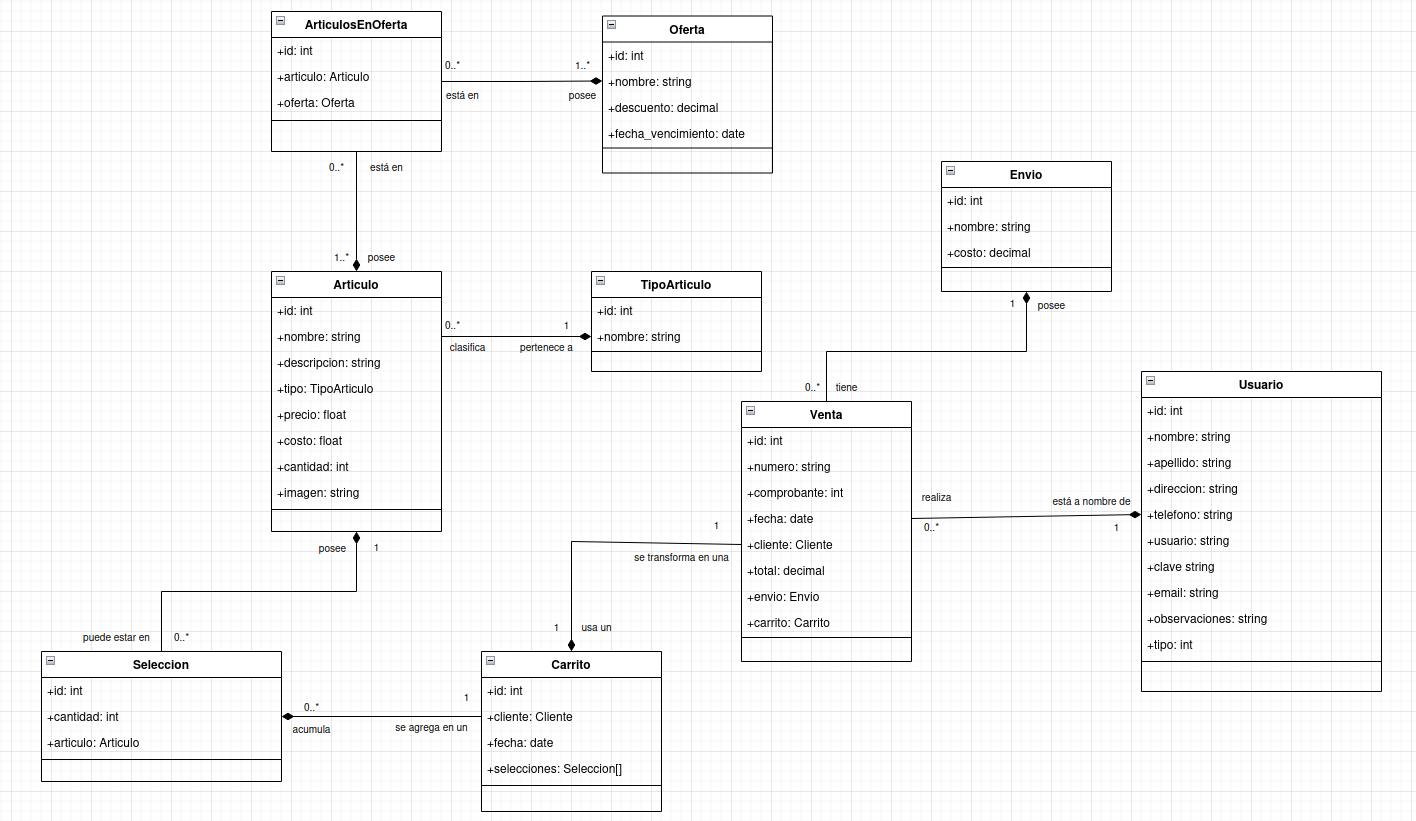 ArticulosEnOferta
+id: int
+articulo: Articulo
+oferta: Oferta
0..*
está en
1..*
posee
Oferta
+id: int
+nombre: string
+descuento: decimal
+fecha_vencimiento: date
0..*
está en
1..*
posee
Envio
+id: int
+nombre: string
+costo: decimal
1
posee
Articulo
+id: int
+nombre: string
+descripcion: string
+tipo: TipoArticulo
+precio: float
+costo: float
+cantidad: int
+imagen: string
0..*
clasifica
1
pertenece a
TipoArticulo
+id: int
+nombre: string
0..*
tiene
Venta
+id: int
+numero: string
+comprobante: int
+fecha: date
+cliente: Cliente
+total: decimal
+envio: Envio
+carrito: Carrito
realiza
0..*
está a nombre de
1
Usuario
+id: int
+nombre: string
+apellido: string
+direccion: string
+telefono: string
+usuario: string
+clave string
+email: string
+observaciones: string
+tipo: int
posee
1
puede estar en
0..*
1
se transforma en una
1
usa un
Seleccion
+id: int
+cantidad: int
+articulo: Articulo
0..*
acumula
1
se agrega en un
Carrito
+id: int
+cliente: Cliente
+fecha: date
+selecciones: Seleccion[]